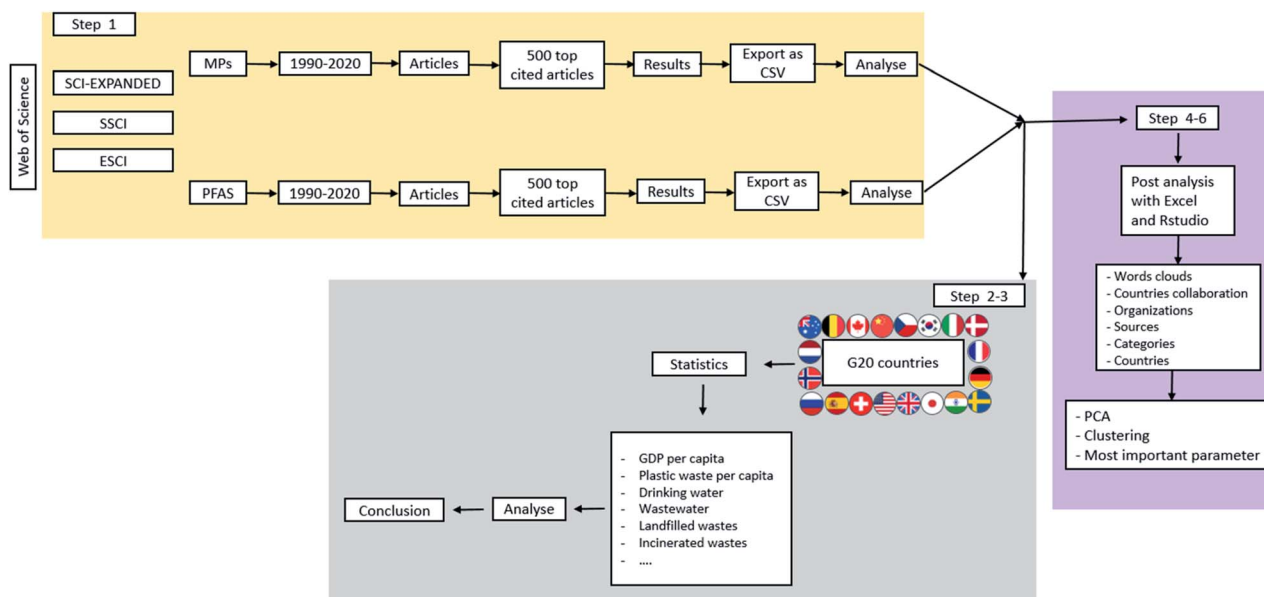 Step 1
Web of Science
SCI-EXPANDED
SSCI
ESCI
MPs
1990-2020
Articles
500 top
cited articles
Results
Export as
CSV
Analyse
PFAS
1990-2020
Articles
500 top
cited articles
Results
Export as
CSV
Analyse
Step 2-3
G20 countries
Statistics
- GDP per capita
- Plastic waste per capita
- Drinking water
- Wastewater
- Landfilled wastes
- Incinerated wastes
- ....
Analyse
Conclusion
Step 4-6
Post analysis
with Excel
and Rstudio
- Words clouds
- Countries collaboration
- Organizations
- Sources
- Categories
- Countries
- PCA
- Clustering
- Most important parameter